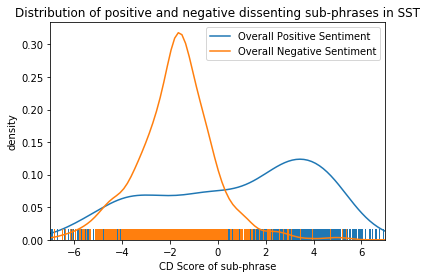 Distribution of positive and negative dissenting sub-phrases in SST
Overall Positive Sentiment
Overall Negative Sentiment
0.30
0.25
0.20
0.15
0.10
0.05
0.00
density
−6 −4 −2 0 2 4 6
CD Score of sub-phrase